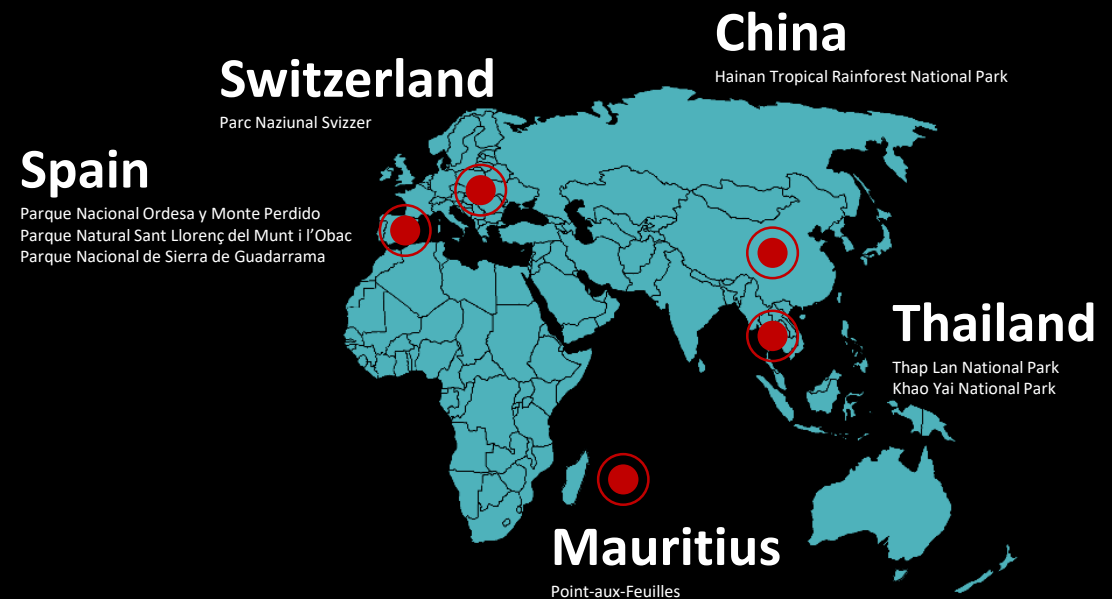 China
Hainan Tropical Rainforest National Park
Switzerland
Parc Naziunal Svizzer
Spain
Parque Nacional Ordesa y Monte Perdido
Parque Natural Sant Llorenç del Munt i l’Obac
Parque Nacional de Sierra de Guadarrama
Thailand
Thap Lan National Park
Khao Yai National Park
Mauritius
Point-aux-Feuilles